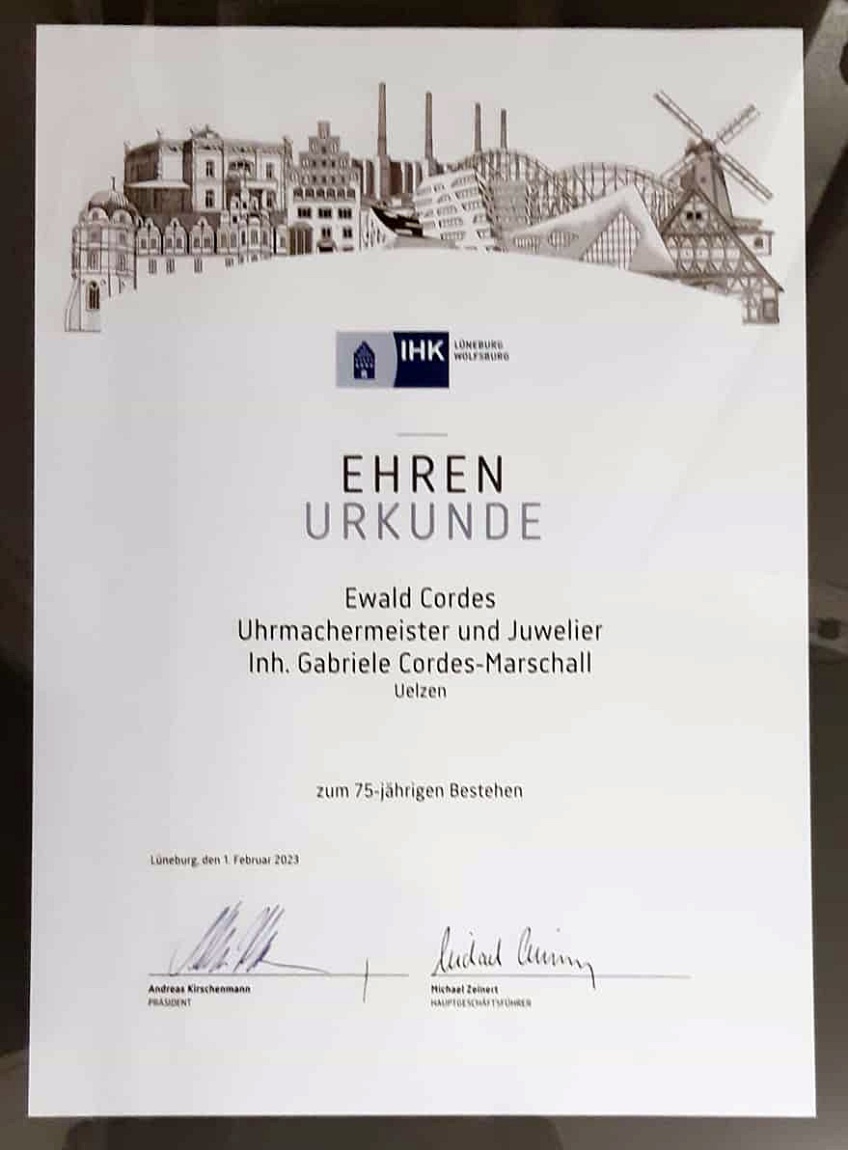 IHK
LÜNEBURG
WOLFSBURG
EHREN
URKUNDE
Ewald Cordes
Uhrmachermeister und Juwelier
Inh. Gabriele Cordes-Marschall
Uelzen
zum 75-jährigen Bestehen
Lüneburg, den 1. Februar 2023
Andreas Kirschenmann
PRÄSIDENT
Michael Zeinert
HAUPTGESCHÄFTSFÜHRER